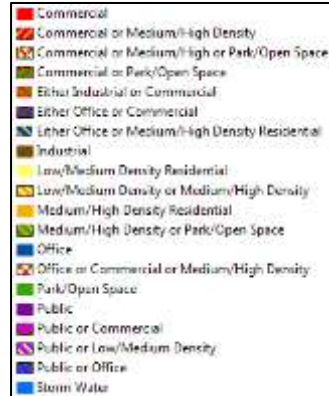 Commercial
Commercial or Medium/High Density
Commercial or Medium/High or Park/Open Space
Commercial or Park/Open Space
Either Industrial or Commercial
Either Office or Commercial
Either Office or Medium/High Density Residential
Industrial
Low/Medium Density Residential
Low/Medium Density or Medium/High Density
Medium/High Density Residential
Medium/High Density or Park/Open Space
Office
Office or Commercial or Medium/High Density
Park/Open Space
Public
Public or Commercial
Public or Low/Medium Density
Public or Office
Storm Water